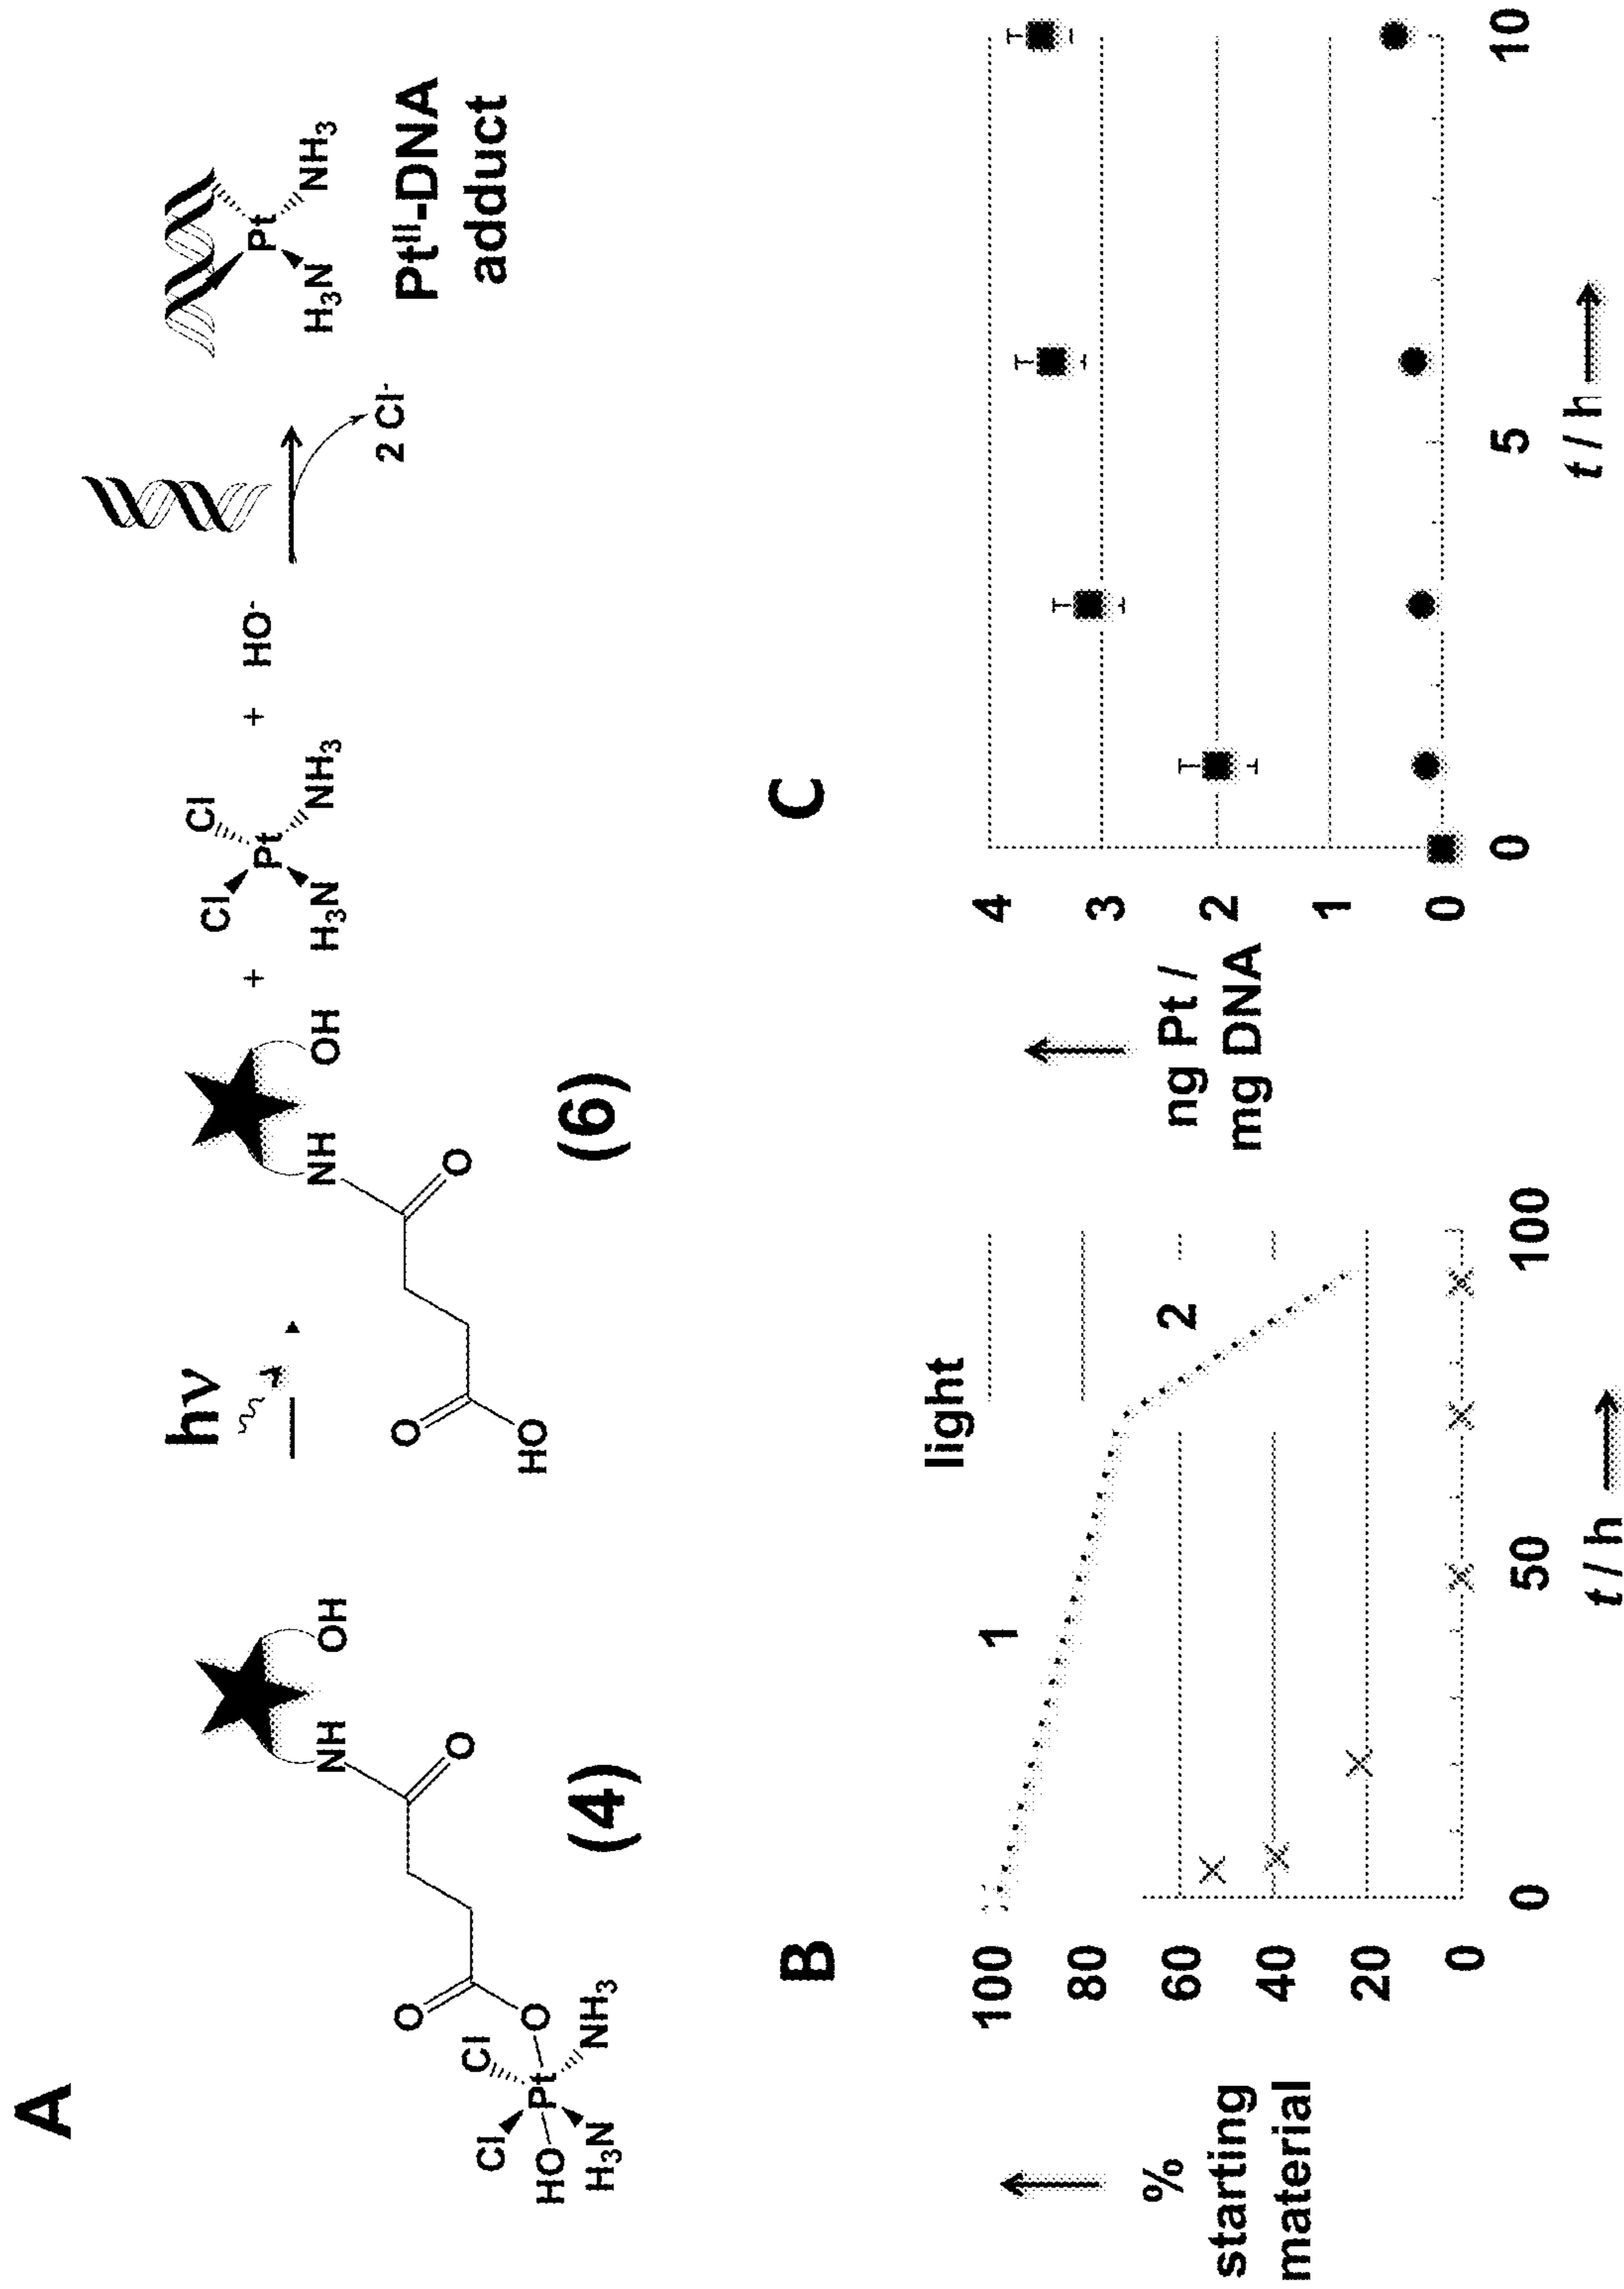 A
Cl
Cl
Pt
HO
O
H₃N
NH₃
O
O
NH
OH
(4)
hν
O
HO
O
NH
OH
(6)
+
Cl
Cl
Pt
H₃N
NH₃
+ HO⁻
2 Cl⁻
Pt
H₃N
NH₃
Ptᴵᴵ-DNA
adduct
B
%
starting
material
100
80
60
40
20
0
1
light
2
0
50
100
t / h
C
ng Pt /
mg DNA
4
3
2
1
0
0
5
10
t / h